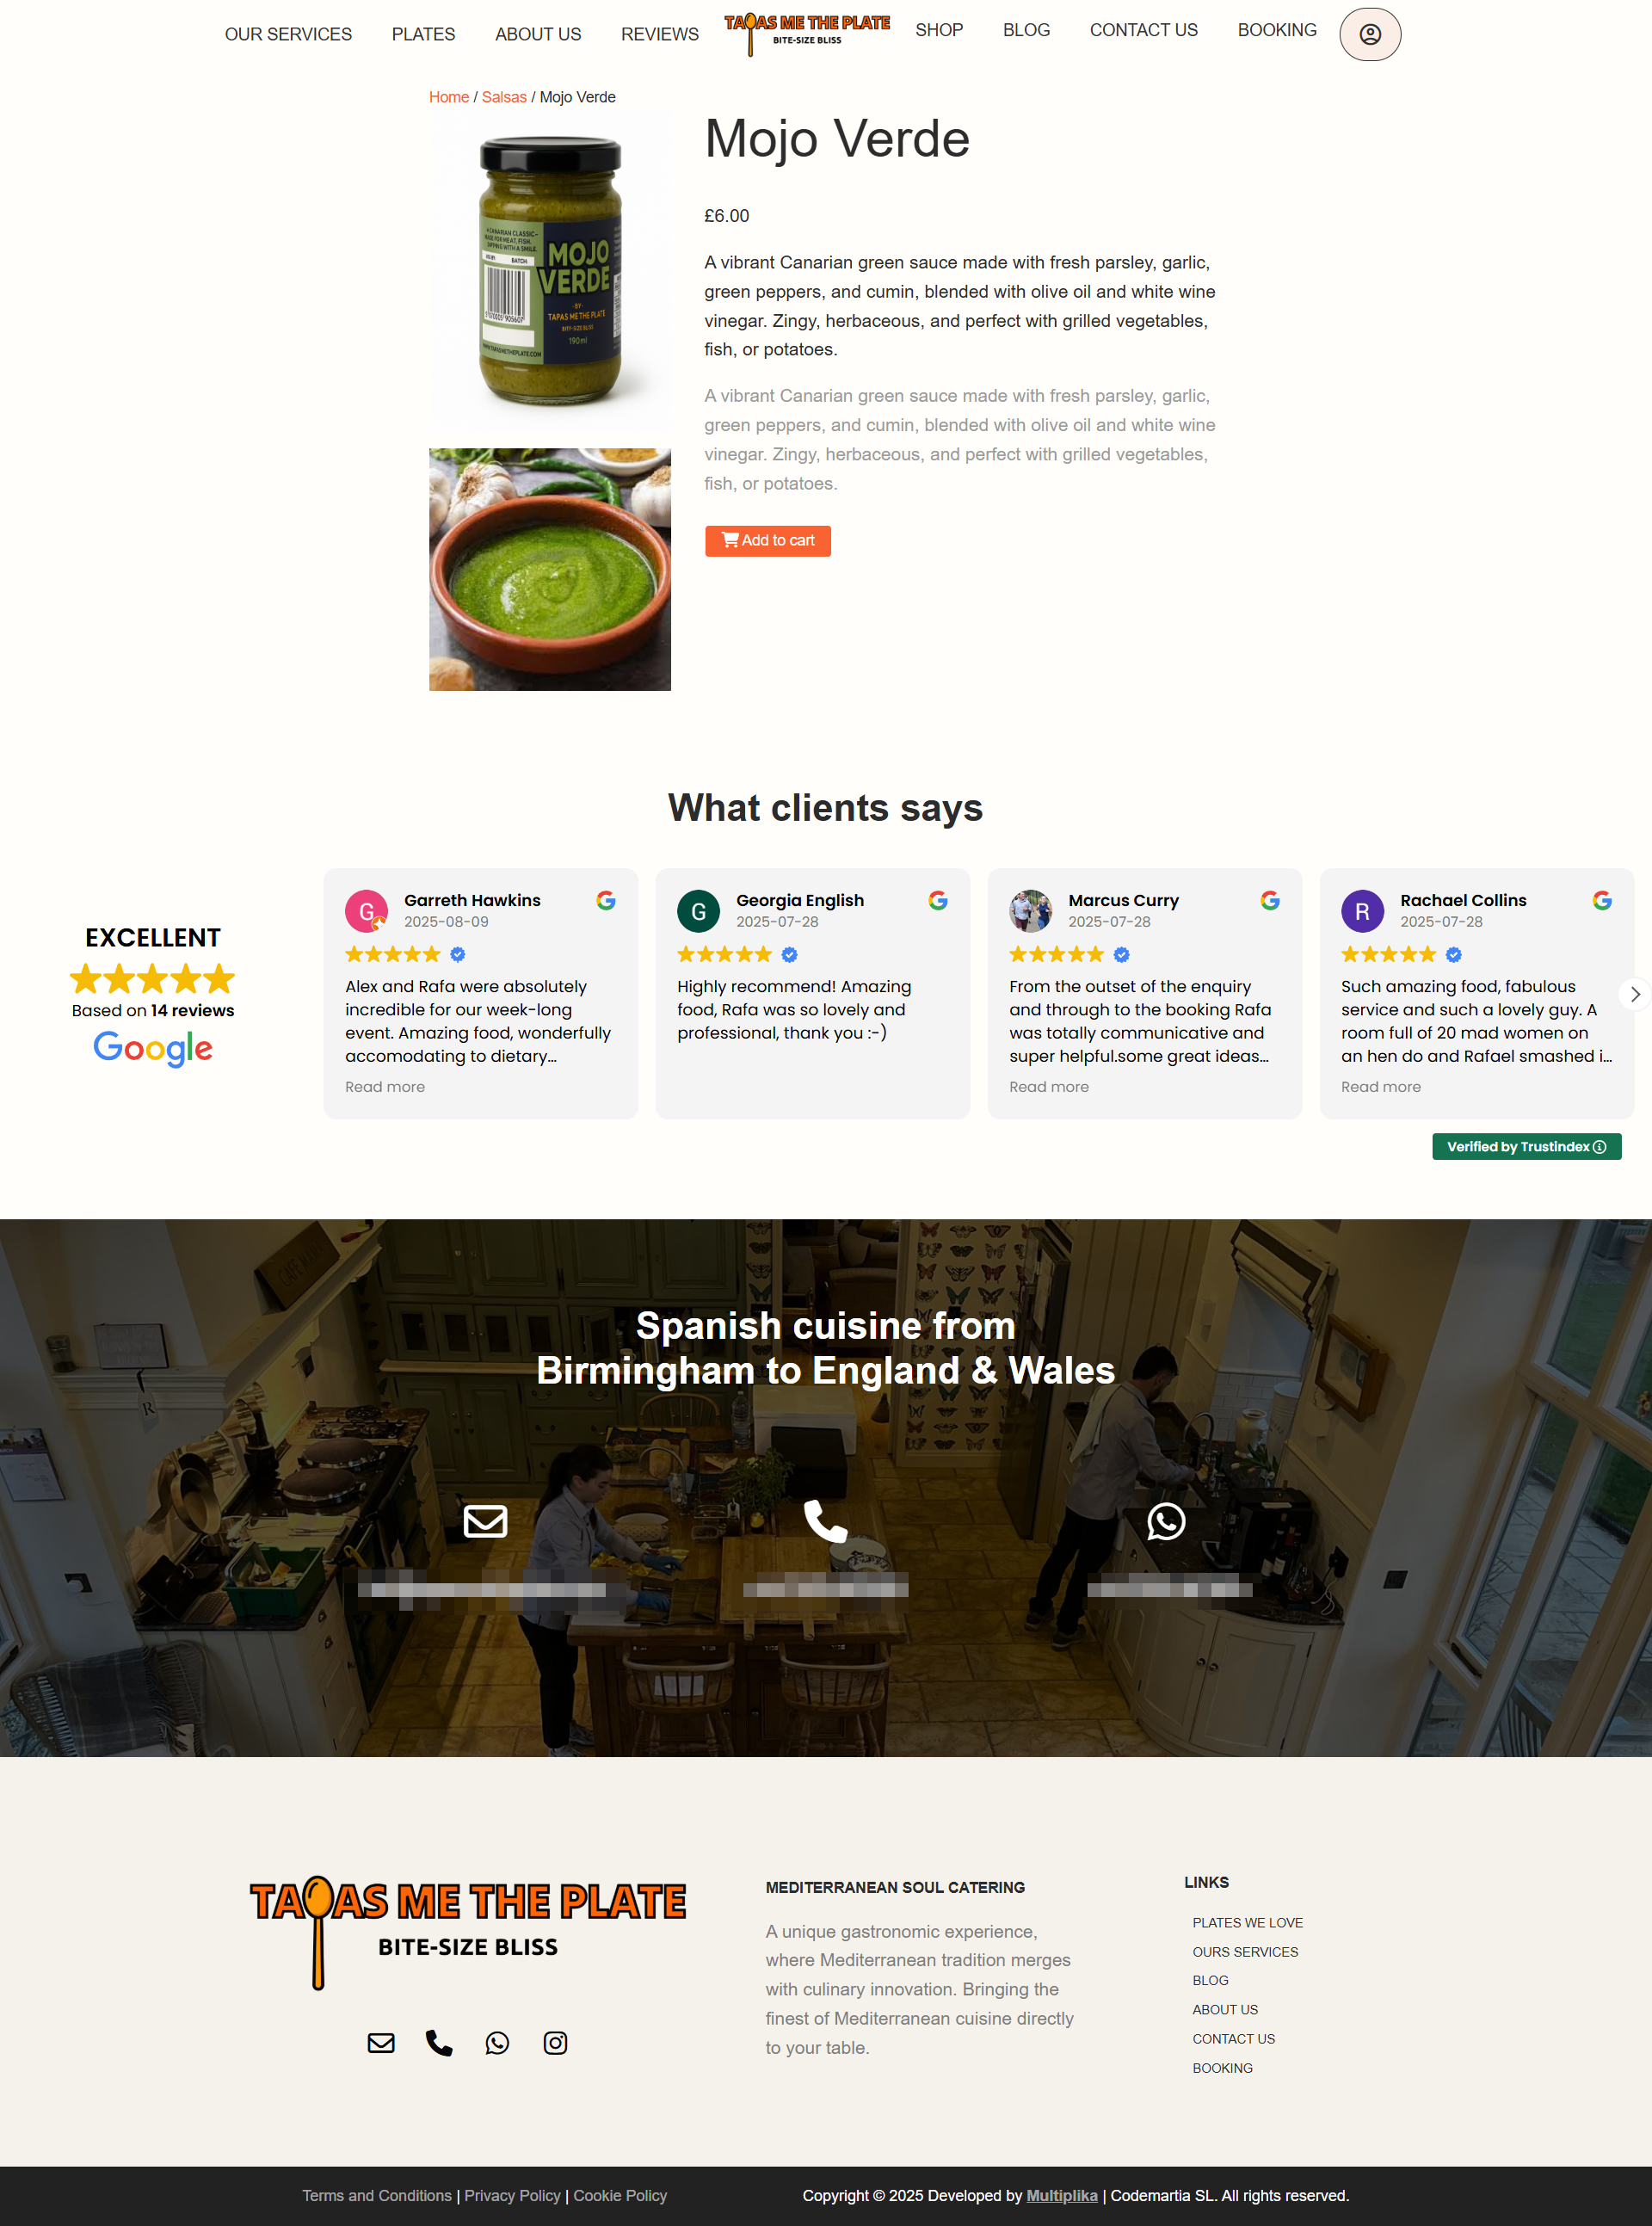 OUR SERVICES PLATES ABOUT US REVIEWS
TAPAS ME THE PLATE
BITE-SIZE BLISS
SHOP BLOG CONTACT US BOOKING
Home / Salsas / Mojo Verde
Mojo Verde
£6.00
A vibrant Canarian green sauce made with fresh parsley, garlic,
green peppers, and cumin, blended with olive oil and white wine
vinegar. Zingy, herbaceous, and perfect with grilled vegetables,
fish, or potatoes.
A vibrant Canarian green sauce made with fresh parsley, garlic,
green peppers, and cumin, blended with olive oil and white wine
vinegar. Zingy, herbaceous, and perfect with grilled vegetables,
fish, or potatoes.
Add to cart
A CANARIAN CLASSIC–
MADE FOR MEAT, FISH,
DIPPING WITH A SMILE.
BATCH
MOJO
VERDE
·BY·
TAPAS ME THE PLATE
BITE-SIZE BLISS
190ml
WWW.TAPASMETHEPLATE.COM
What clients says
EXCELLENT
Based on 14 reviews
Google
Garreth Hawkins
2025-08-09
Alex and Rafa were absolutely
incredible for our week-long
event. Amazing food, wonderfully
accomodating to dietary...
Read more
G
Georgia English
2025-07-28
Highly recommend! Amazing
food, Rafa was so lovely and
professional, thank you :-)
G
Marcus Curry
2025-07-28
From the outset of the enquiry
and through to the booking Rafa
was totally communicative and
super helpful.some great ideas...
Read more
Rachael Collins
2025-07-28
Such amazing food, fabulous
service and such a lovely guy. A
room full of 20 mad women on
an hen do and Rafael smashed i...
Read more
R
Verified by Trustindex
Spanish cuisine from
Birmingham to England & Wales
R
TAPAS ME THE PLATE
BITE-SIZE BLISS
MEDITERRANEAN SOUL CATERING
A unique gastronomic experience,
where Mediterranean tradition merges
with culinary innovation. Bringing the
finest of Mediterranean cuisine directly
to your table.
LINKS
PLATES WE LOVE
OURS SERVICES
BLOG
ABOUT US
CONTACT US
BOOKING
Terms and Conditions | Privacy Policy | Cookie Policy
Copyright © 2025 Developed by Multiplika | Codemartia SL. All rights reserved.